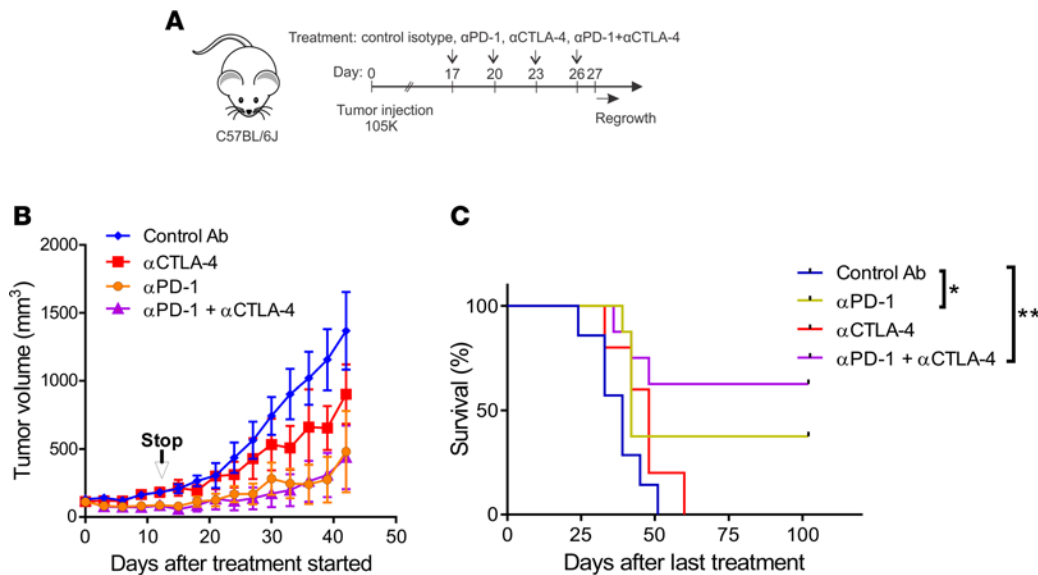 A
Treatment: control isotype, αPD-1, αCTLA-4, αPD-1+αCTLA-4
Day: 0 17 20 23 26 27
Tumor injection
105K
Regrowth
C57BL/6J
B
Control Ab
αCTLA-4
αPD-1
αPD-1 + αCTLA-4
Tumor volume (mm³)
2000
1500
1000
500
0
Stop
0 10 20 30 40 50
Days after treatment started
C
Control Ab
αPD-1
αCTLA-4
αPD-1 + αCTLA-4
*
**
Survival (%)
100
50
0
0 25 50 75 100
Days after last treatment